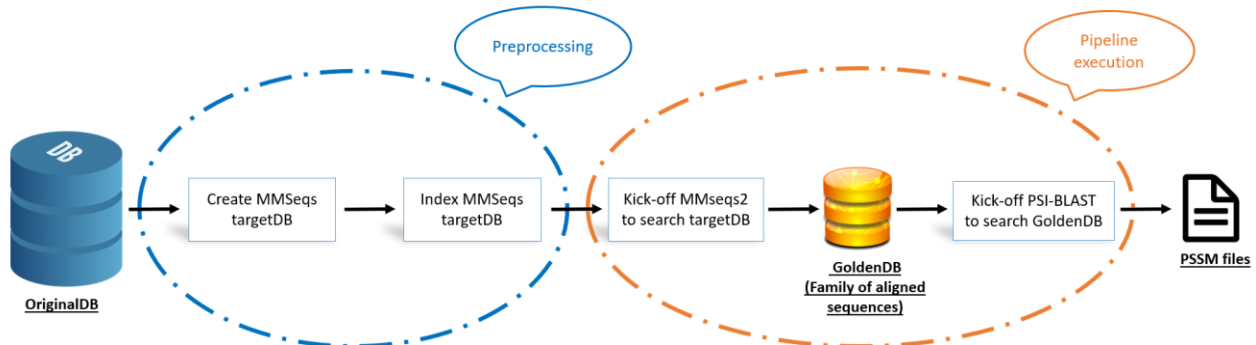 Preprocessing
Pipeline
execution
DB
OriginalDB
Create MMSeqs
targetDB
Index MMSeqs
targetDB
Kick-off MMseqs2
to search targetDB
GoldenDB
(Family of aligned
sequences)
Kick-off PSI-BLAST
to search GoldenDB
PSSM files